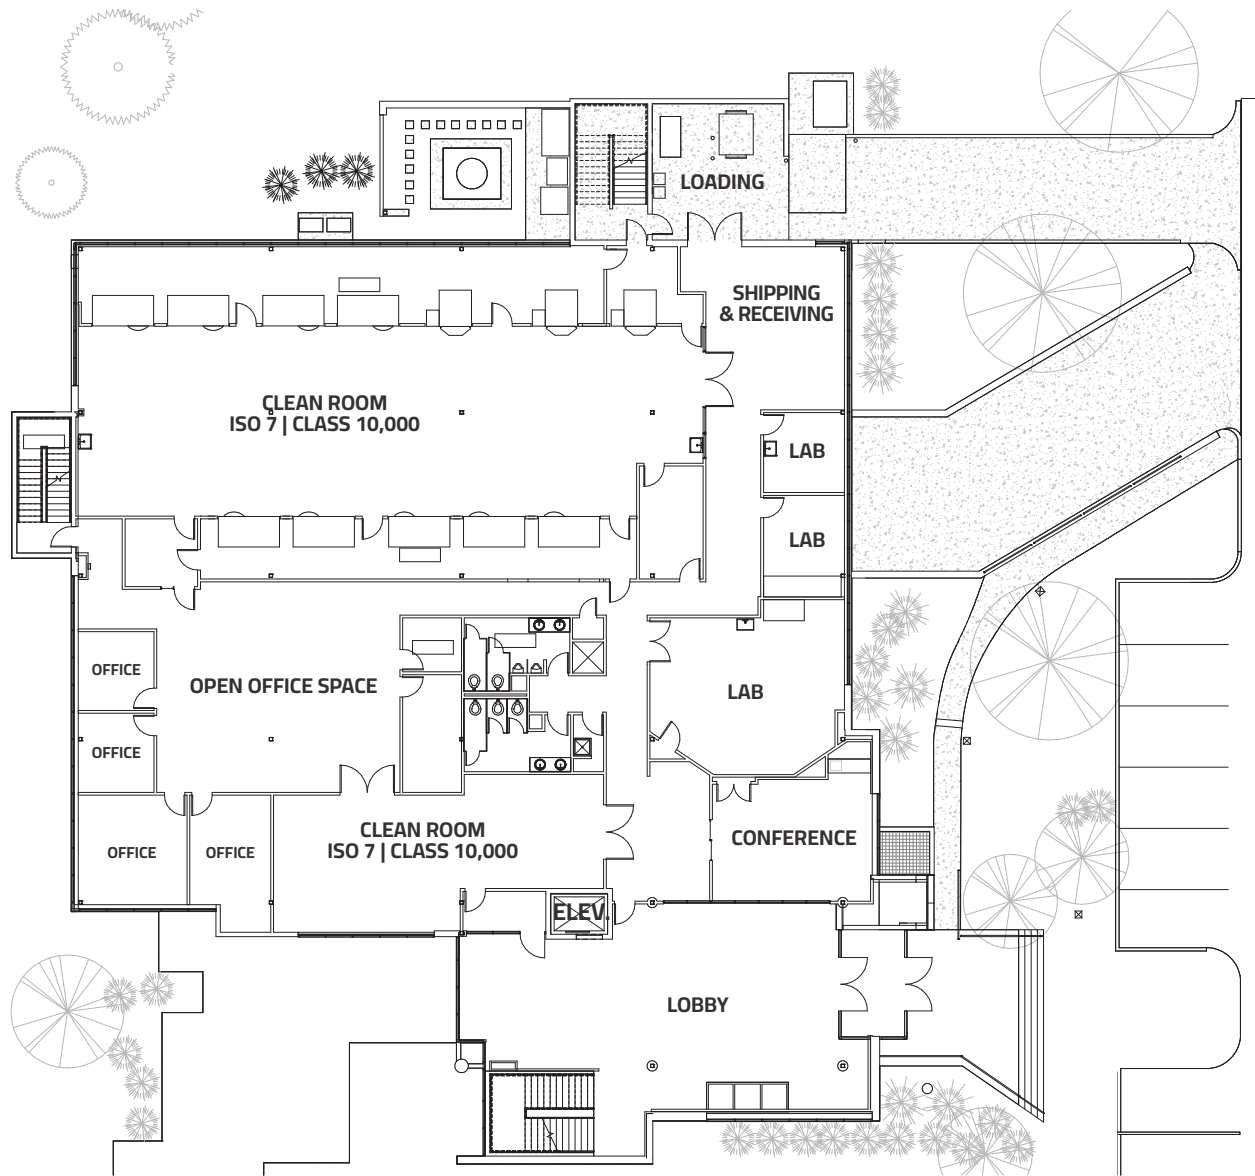 LOADING
SHIPPING
& RECEIVING
CLEAN ROOM
ISO 7 | CLASS 10,000
LAB
LAB
OFFICE
OPEN OFFICE SPACE
LAB
OFFICE
CLEAN ROOM
ISO 7 | CLASS 10,000
CONFERENCE
OFFICE
OFFICE
ELEV.
LOBBY